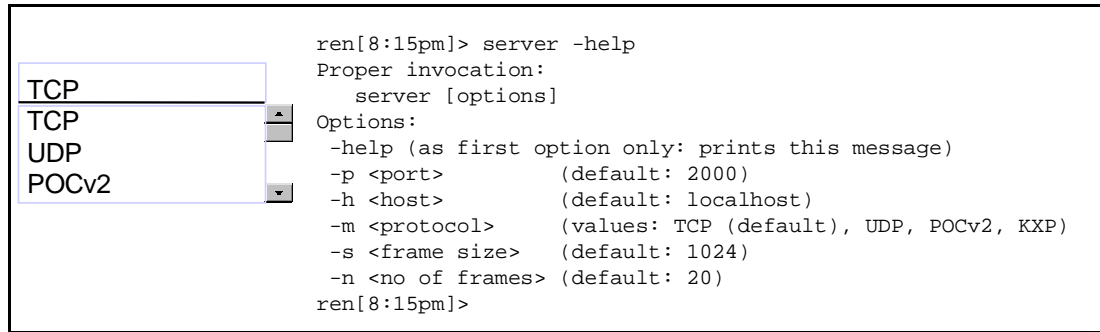 TCP
TCP
UDP
POCv2
ren[8:15pm]> server -help
Proper invocation:
server [options]
Options:
-help (as first option only: prints this message)
-p <port> (default: 2000)
-h <host> (default: localhost)
-m <protocol> (values: TCP (default), UDP, POCv2, KXP)
-s <frame size> (default: 1024)
-n <no of frames> (default: 20)
ren[8:15pm]>